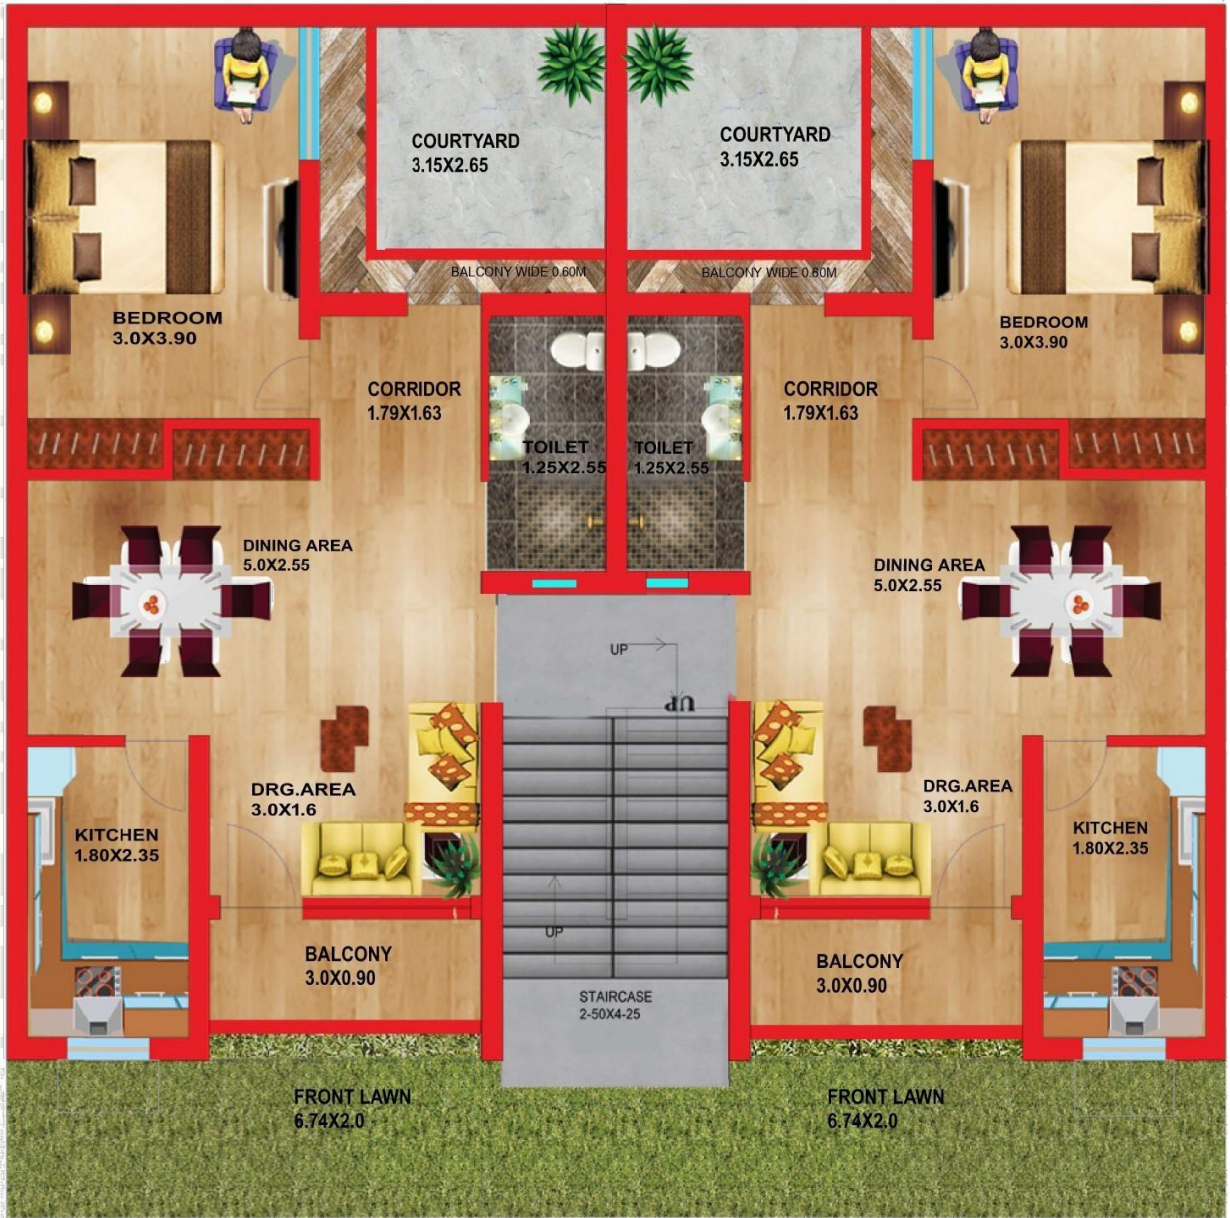 COURTYARD
3.15X2.65
COURTYARD
3.15X2.65
BALCONY WIDE 0.60M
BALCONY WIDE 0.60M
BEDROOM
3.0X3.90
BEDROOM
3.0X3.90
CORRIDOR
1.79X1.63
CORRIDOR
1.79X1.63
TOILET
1.25X2.55
TOILET
1.25X2.55
DINING AREA
5.0X2.55
DINING AREA
5.0X2.55
UP
UP
DRG.AREA
3.0X1.6
DRG.AREA
3.0X1.6
KITCHEN
1.80X2.35
KITCHEN
1.80X2.35
UP
BALCONY
3.0X0.90
BALCONY
3.0X0.90
STAIRCASE
2-50X4-25
FRONT LAWN
6.74X2.0
FRONT LAWN
6.74X2.0